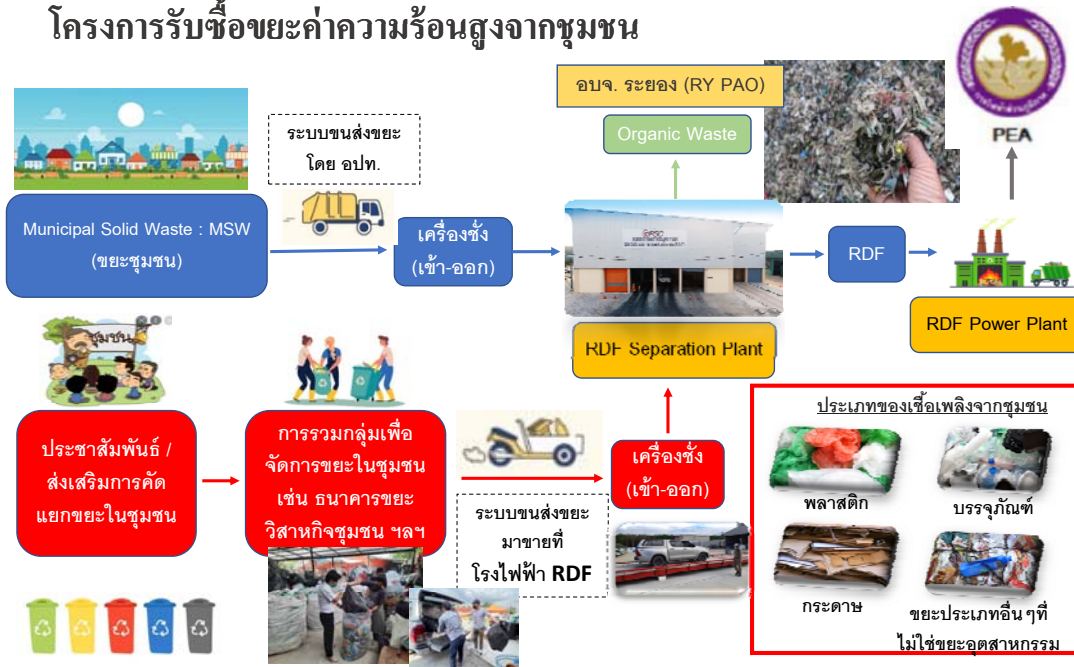 โครงการรับซื้อขยะค่าความร้อนสูงจากชุมชน
อบจ. ระยอง (RY PAO)
Organic Waste
PEA
ระบบขนส่งขยะ
โดย อปท.
Municipal Solid Waste : MSW
(ขยะชุมชน)
เครื่องชั่ง
(เข้า-ออก)
GPSC
RDF
RDF Separation Plant
RDF Power Plant
ชุมชน
ประชาสัมพันธ์ /
ส่งเสริมการคัด
แยกขยะในชุมชน
การรวมกลุ่มเพื่อ
จัดการขยะในชุมชน
เช่น ธนาคารขยะ
วิสาหกิจชุมชน ฯลฯ
ระบบขนส่งขยะ
มาขายที่
โรงไฟฟ้า RDF
เครื่องชั่ง
(เข้า-ออก)
ประเภทของเชื้อเพลิงจากชุมชน
พลาสติก
บรรจุภัณฑ์
กระดาษ
ขยะประเภทอื่นๆที่
ไม่ใช่ขยะอุตสาหกรรม